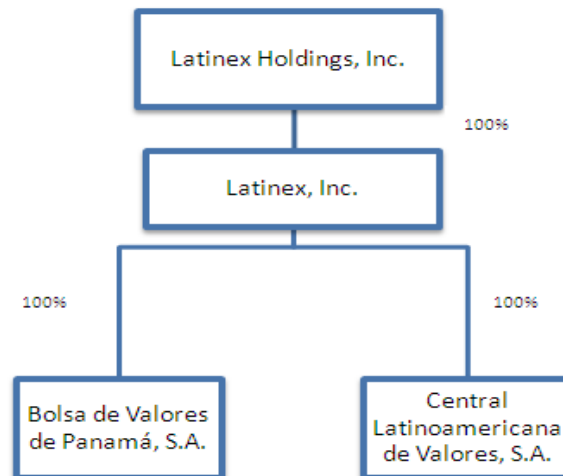 Latinex Holdings, Inc.
100%
Latinex, Inc.
100%
100%
Bolsa de Valores
de Panamá, S.A.
Central
Latinoamericana
de Valores, S.A.